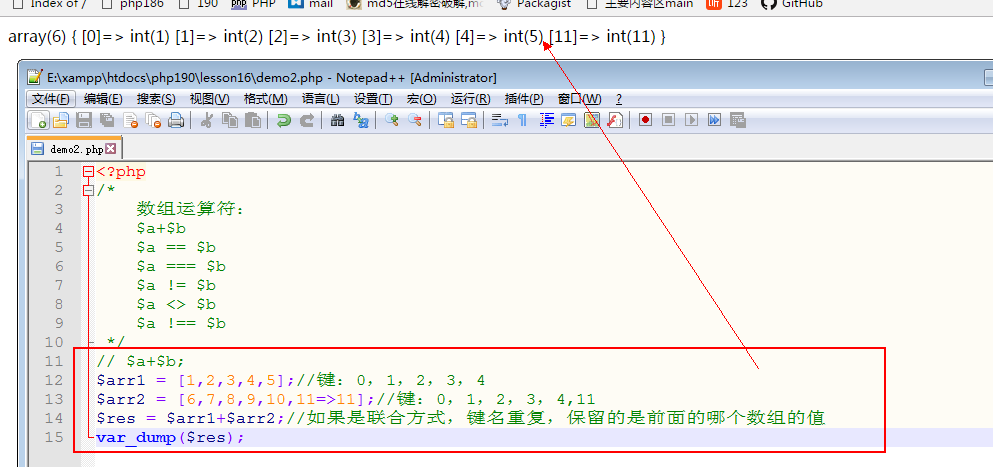 Index of / php186 190 php PHP mail md5在线解密破解,md Packagist 主要内容区main 123 GitHub
array(6) { [0]=> int(1) [1]=> int(2) [2]=> int(3) [3]=> int(4) [4]=> int(5) [11]=> int(11) }
E:\xampp\htdocs\php190\lesson16\demo2.php - Notepad++ [Administrator]
文件(F) 编辑(E) 搜索(S) 视图(V) 格式(M) 语言(L) 设置(T) 宏(O) 运行(R) 插件(P) 窗口(W) ?
demo2.php
1 <?php
2 /*
3 数组运算符：
4 $a+$b
5 $a == $b
6 $a === $b
7 $a != $b
8 $a <> $b
9 $a !== $b
10 */
11 // $a+$b;
12 $arr1 = [1,2,3,4,5];//键：0，1，2，3，4
13 $arr2 = [6,7,8,9,10,11=>11];//键：0，1，2，3，4,11
14 $res = $arr1+$arr2;//如果是联合方式，键名重复，保留的是前面的哪个数组的值
15 var_dump($res);